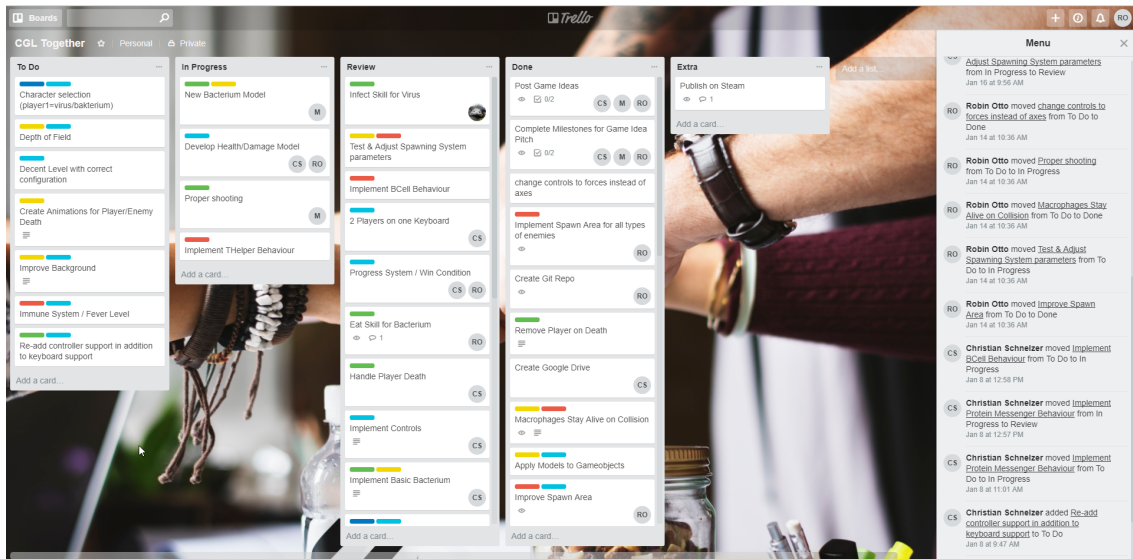 Boards
Trello
RO
CGL Together
Personal
Private
To Do
Character selection
(player1=virus/bakterium)
Depth of Field
Decent Level with correct
configuration
Create Animations for Player/Enemy
Death
Improve Background
Immune System / Fever Level
Re-add controller support in addition
to keyboard support
Add a card...
In Progress
New Bacterium Model
M
Develop Health/Damage Model
CS RO
Proper shooting
M
Implement THelper Behaviour
Add a card...
Review
Infect Skill for Virus
Test & Adjust Spawning System
parameters
Implement BCell Behaviour
2 Players on one Keyboard
CS
Progress System / Win Condition
CS RO
Eat Skill for Bacterium
1
RO
Handle Player Death
CS
Implement Controls
CS
Implement Basic Bacterium
CS
Add a card...
Done
Post Game Ideas
0/2
CS M RO
Complete Milestones for Game Idea
Pitch
0/2
CS M RO
change controls to forces instead of
axes
Implement Spawn Area for all types
of enemies
RO
Create Git Repo
RO
Remove Player on Death
Create Google Drive
CS
Macrophages Stay Alive on Collision
Apply Models to Gameobjects
Improve Spawn Area
RO
Add a card...
Extra
Publish on Steam
1
Add a card...
Add a list...
Menu
Adjust Spawning System parameters
from In Progress to Review
Jan 16 at 9:56 AM
RO
Robin Otto moved change controls to
forces instead of axes from To Do to
Done
Jan 14 at 10:36 AM
RO
Robin Otto moved Proper shooting
from To Do to In Progress
Jan 14 at 10:36 AM
RO
Robin Otto moved Macrophages Stay
Alive on Collision from To Do to Done
Jan 14 at 10:36 AM
RO
Robin Otto moved Test & Adjust
Spawning System parameters from To
Do to In Progress
Jan 14 at 10:36 AM
RO
Robin Otto moved Improve Spawn
Area from To Do to Done
Jan 14 at 10:36 AM
CS
Christian Schnelzer moved Implement
BCell Behaviour from To Do to In
Progress
Jan 8 at 12:58 PM
CS
Christian Schnelzer moved Implement
Protein Messenger Behaviour from In
Progress to Review
Jan 8 at 12:57 PM
CS
Christian Schnelzer moved Implement
Protein Messenger Behaviour from To
Do to In Progress
Jan 8 at 11:01 AM
CS
Christian Schnelzer added Re-add
controller support in addition to
keyboard support to To Do
Jan 8 at 9:47 AM